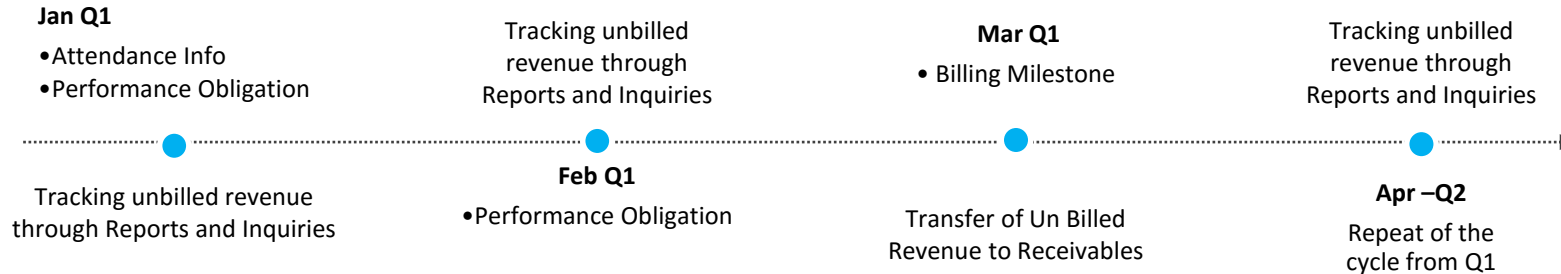 Jan Q1
•Attendance Info
•Performance Obligation
Tracking unbilled revenue
through Reports and Inquiries
Tracking unbilled
revenue through
Reports and Inquiries
Feb Q1
•Performance Obligation
Mar Q1
• Billing Milestone
Transfer of Un Billed
Revenue to Receivables
Tracking unbilled
revenue through
Reports and Inquiries
Apr –Q2
Repeat of the
cycle from Q1